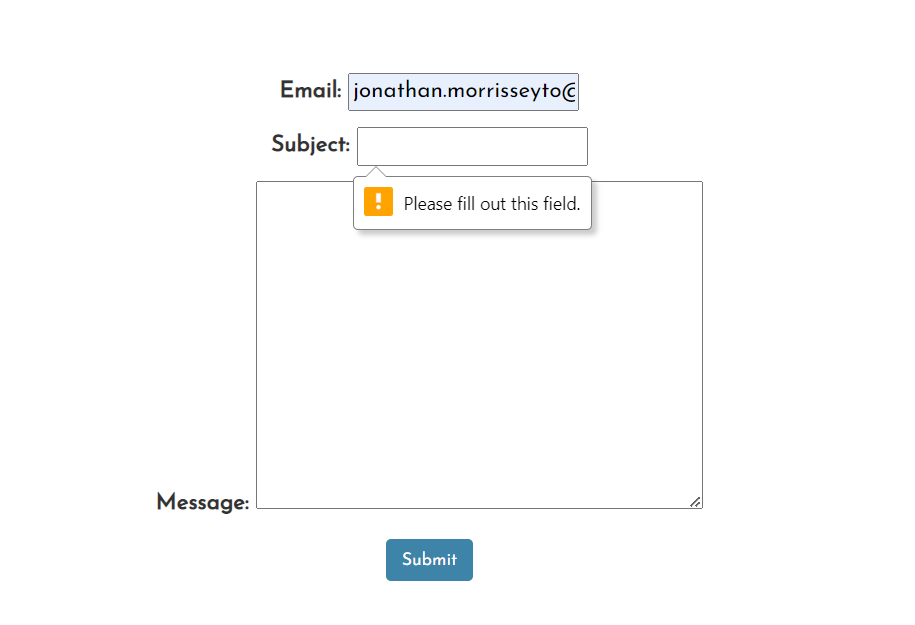 Email: jonathan.morrisseyto@
Subject:
! Please fill out this field.
Message:
Submit